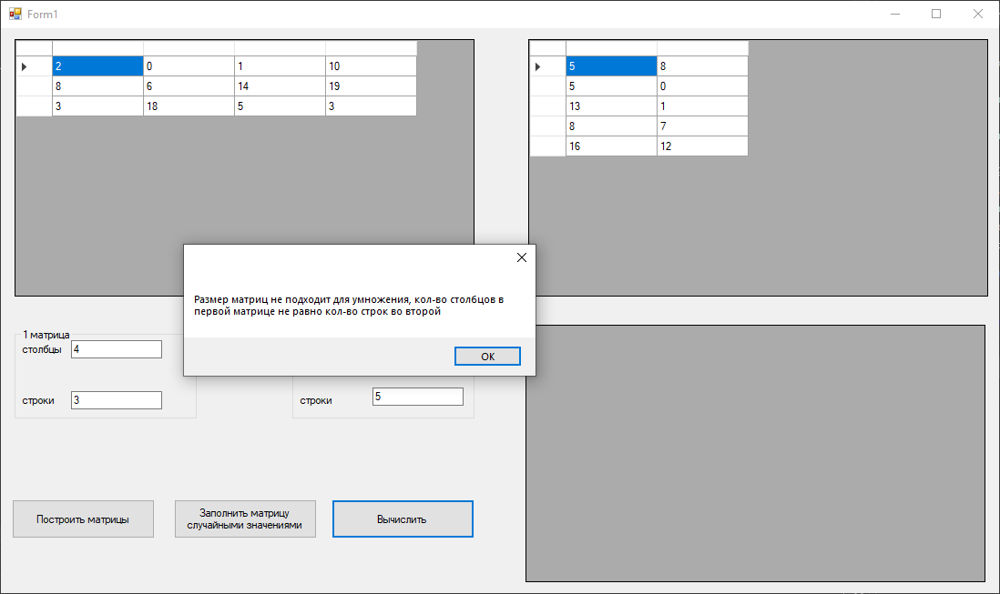 Form1
2 0 1 10
8 6 14 19
3 18 5 3
5 8
5 0
13 1
8 7
16 12
Размер матриц не подходит для умножения, кол-во столбцов в
первой матрице не равно кол-во строк во второй
OK
1 матрица
столбцы 4
строки 3
строки 5
Построить матрицы
Заполнить матрицу
случайными значениями
Вычислить